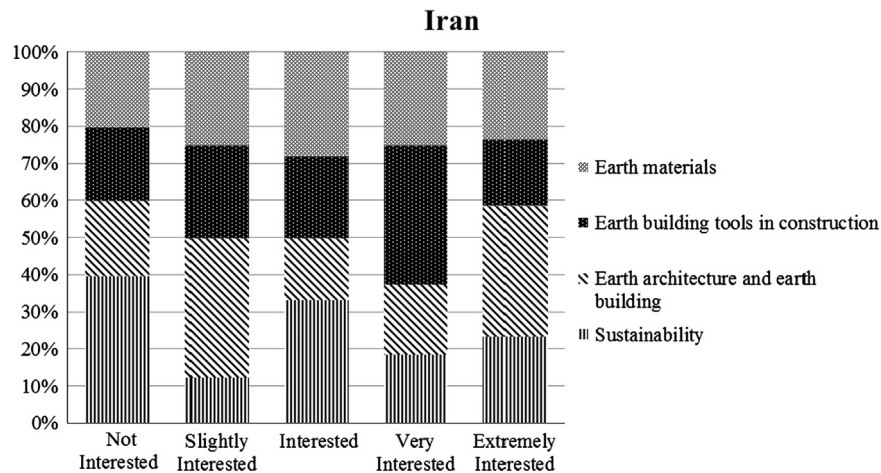 Iran
100%
90%
80%
70%
60%
50%
40%
30%
20%
10%
0%
Not
Interested
Slightly
Interested
Interested
Very
Interested
Extremely
Interested
Earth materials
Earth building tools in construction
Earth architecture and earth
building
Sustainability